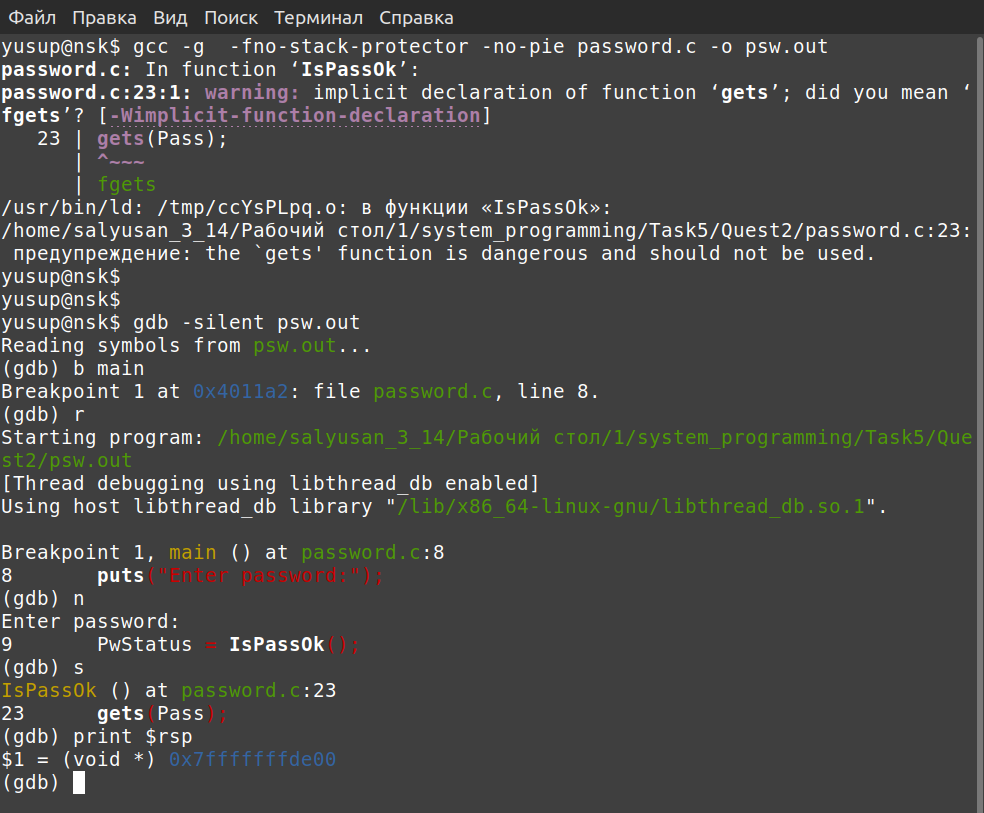 Файл Правка Вид Поиск Терминал Справка
yusup@nsk$ gcc -g  -fno-stack-protector -no-pie password.c -o psw.out
password.c: In function ‘IsPassOk’:
password.c:23:1: warning: implicit declaration of function ‘gets’; did you mean ‘
fgets’? [-Wimplicit-function-declaration]
   23 | gets(Pass);
      | ^~~~
      | fgets
/usr/bin/ld: /tmp/ccYsPLpq.o: в функции «IsPassOk»:
/home/salyusan_3_14/Рабочий стол/1/system_programming/Task5/Quest2/password.c:23:
 предупреждение: the `gets' function is dangerous and should not be used.
yusup@nsk$
yusup@nsk$
yusup@nsk$ gdb -silent psw.out
Reading symbols from psw.out...
(gdb) b main
Breakpoint 1 at 0x4011a2: file password.c, line 8.
(gdb) r
Starting program: /home/salyusan_3_14/Рабочий стол/1/system_programming/Task5/Que
st2/psw.out
[Thread debugging using libthread_db enabled]
Using host libthread_db library "/lib/x86_64-linux-gnu/libthread_db.so.1".
Breakpoint 1, main () at password.c:8
8       puts("Enter password:");
(gdb) n
Enter password:
9       PwStatus = IsPassOk();
(gdb) s
IsPassOk () at password.c:23
23      gets(Pass);
(gdb) print $rsp
$1 = (void *) 0x7fffffffde00
(gdb)